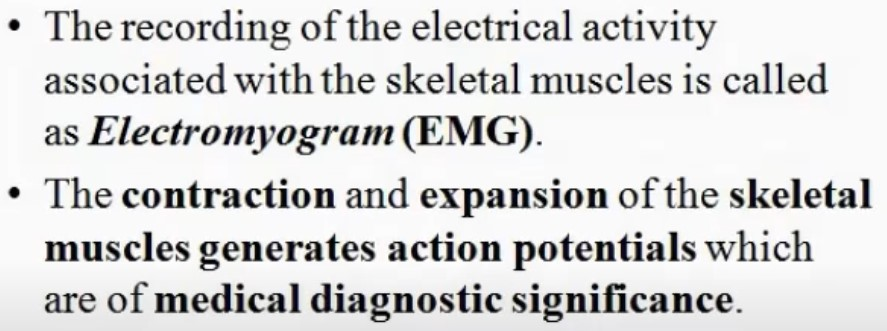 • The recording of the electrical activity
associated with the skeletal muscles is called
as Electromyogram (EMG).
• The contraction and expansion of the skeletal
muscles generates action potentials which
are of medical diagnostic significance.